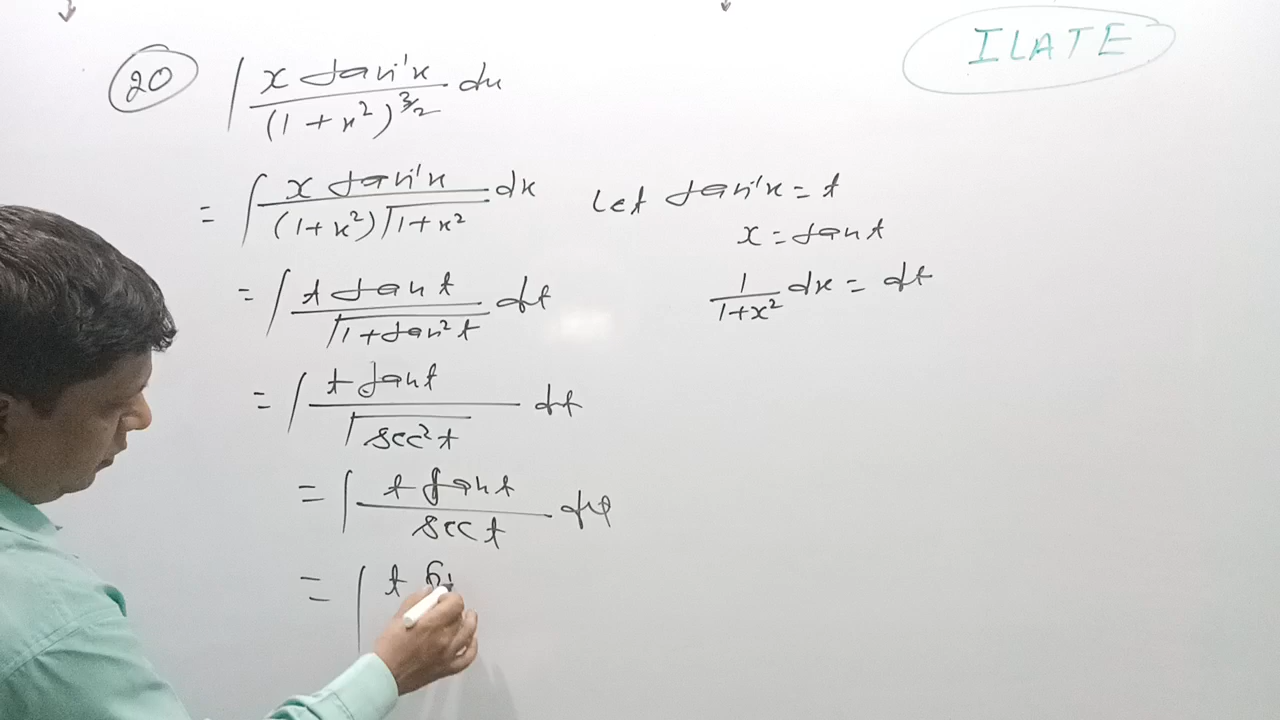 ILATE
20 ∫ x tan⁻¹x / (1 + x²)^3/2 dx
= ∫ x tan⁻¹x / (1+x²)√1+x² dx Let tan⁻¹x = t
x = tan t
= ∫ t tan t / √1+tan²t dt 1/1+x² dx = dt
= ∫ t tan t / √sec²t dt
= ∫ t tan t / sec t dt
= ∫ t